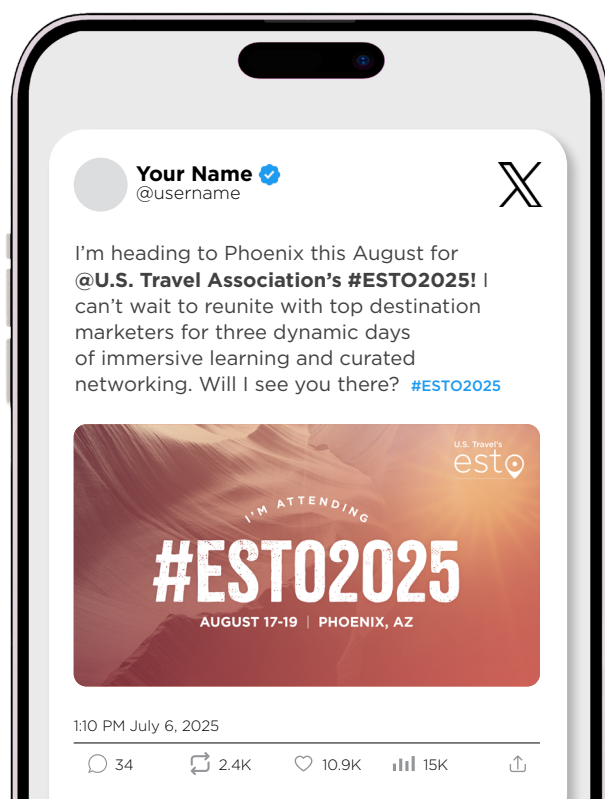 Your Name
@username
I'm heading to Phoenix this August for
@U.S. Travel Association's #ESTO2025! I
can't wait to reunite with top destination
marketers for three dynamic days
of immersive learning and curated
networking. Will I see you there? #ESTO2025
U.S. Travel's
esto
I'M ATTENDING
#ESTO2025
AUGUST 17-19 | PHOENIX, AZ
1:10 PM July 6, 2025
34 2.4K 10.9K 15K